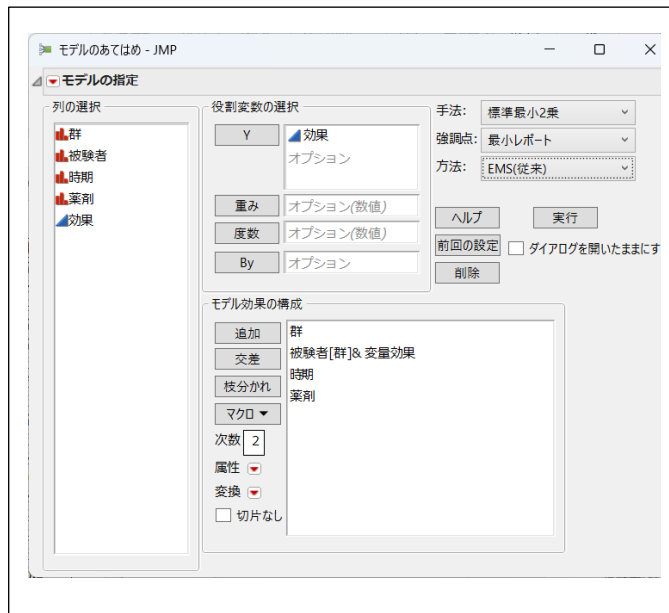 モデルのあてはめ - JMP
モデルの指定
列の選択
群
被験者
時期
薬剤
効果
役割変数の選択
Y
効果
オプション
重み
オプション(数値)
度数
オプション(数値)
By
オプション
手法:
標準最小2乗
強調点:
最小レポート
方法:
EMS(従来)
ヘルプ
実行
前回の設定
ダイアログを開いたままにす
削除
モデル効果の構成
追加
交差
枝分かれ
マクロ
次数 2
属性
変換
切片なし
群
被験者[群]& 変量効果
時期
薬剤